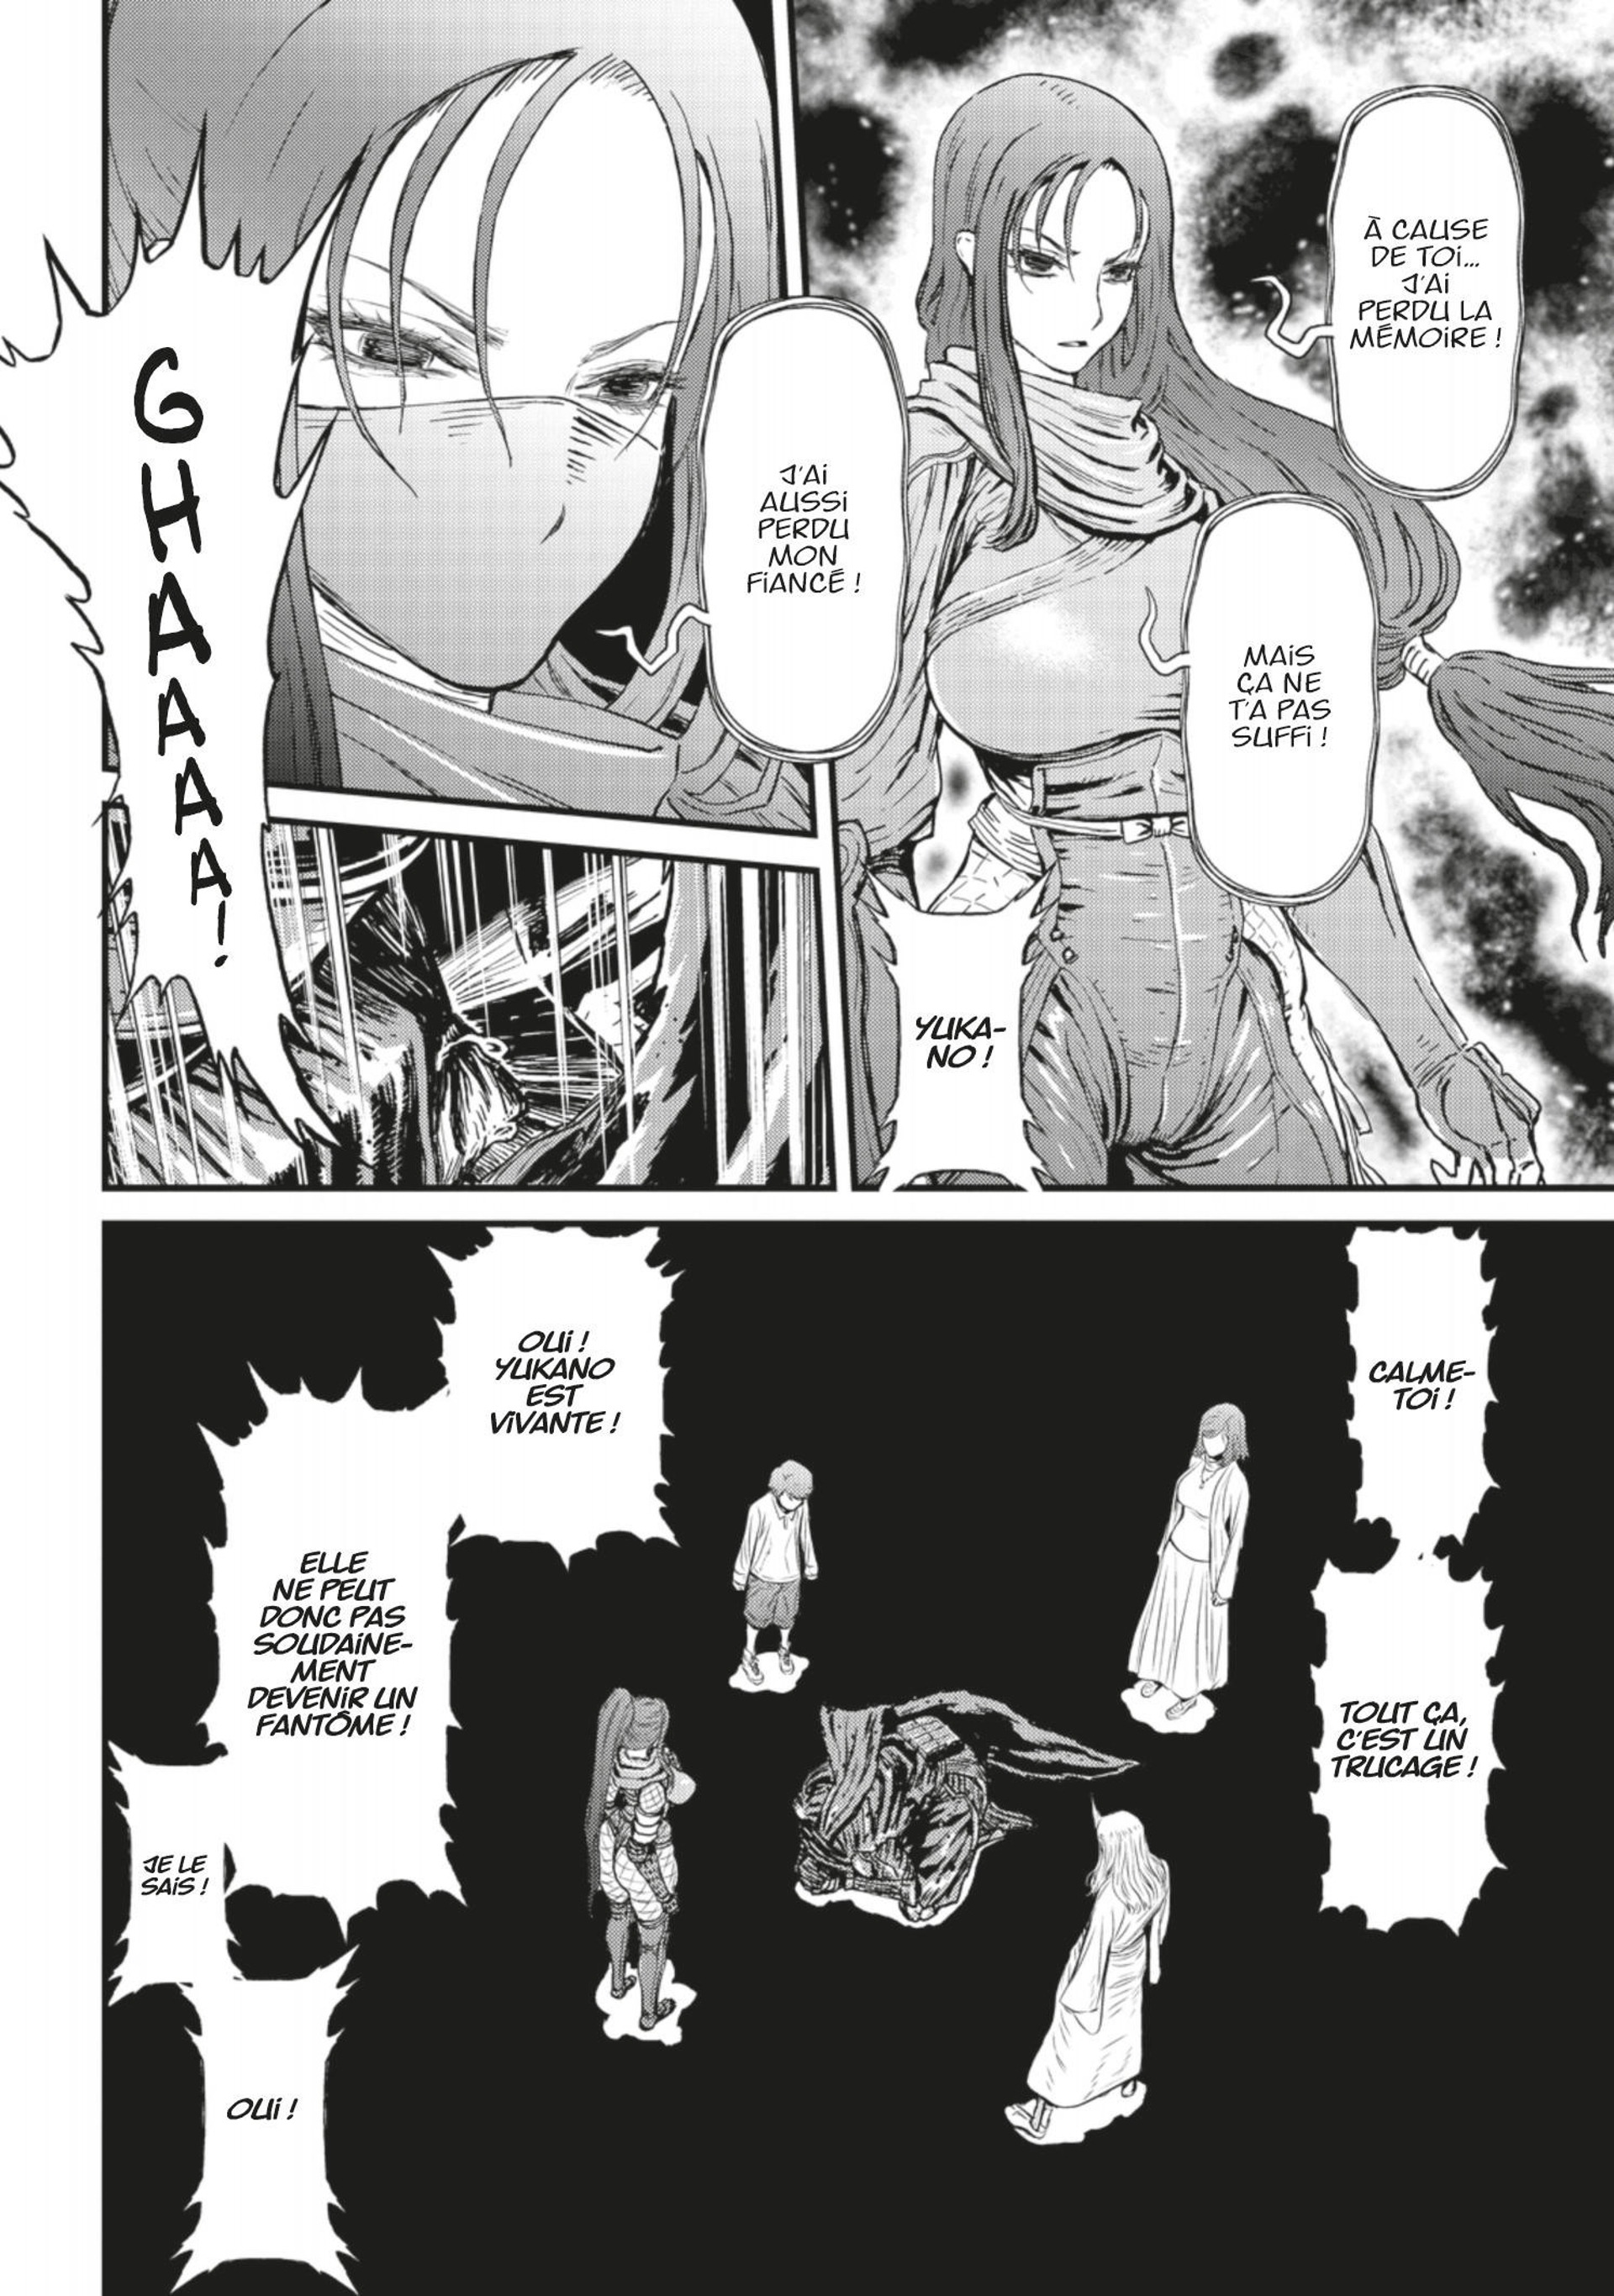 À CAUSE
DE TOI...
J'AI
PERDU LA
MÉMOIRE !
MAIS
ÇA NE
T'A PAS
SUFFI !
YUKA-
NO !
J'AI
AUSSI
PERDU
MON
FIANCÉ !
GHAAAA!
CALME-
TOI !
TOUT ÇA,
C'EST UN
TRUCAGE !
OUI !
YUKANO
EST
VIVANTE !
ELLE
NE PEUT
DONC PAS
SOUDAINE-
MENT
DEVENIR UN
FANTÔME !
JE LE
SAIS !
OUI !